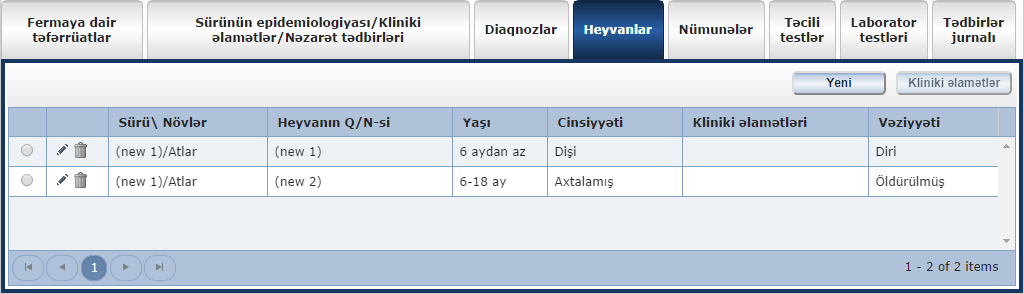 Fermaya dair təfərrüatlar
Sürünün epidemiologiyası/Kliniki əlamətlər/Nəzarət tədbirləri
Diaqnozlar
Heyvanlar
Nümunələr
Təcili testlər
Laborator testləri
Tədbirlər jurnalı
Yeni
Kliniki əlamətlər
Sürü\ Növlər Heyvanın Q/N-si Yaşı Cinsiyyəti Kliniki əlamətləri Vəziyyəti
(new 1)/Atlar (new 1) 6 aydan az Dişi Diri
(new 1)/Atlar (new 2) 6-18 ay Axtalamış Öldürülmüş
1
1 - 2 of 2 items